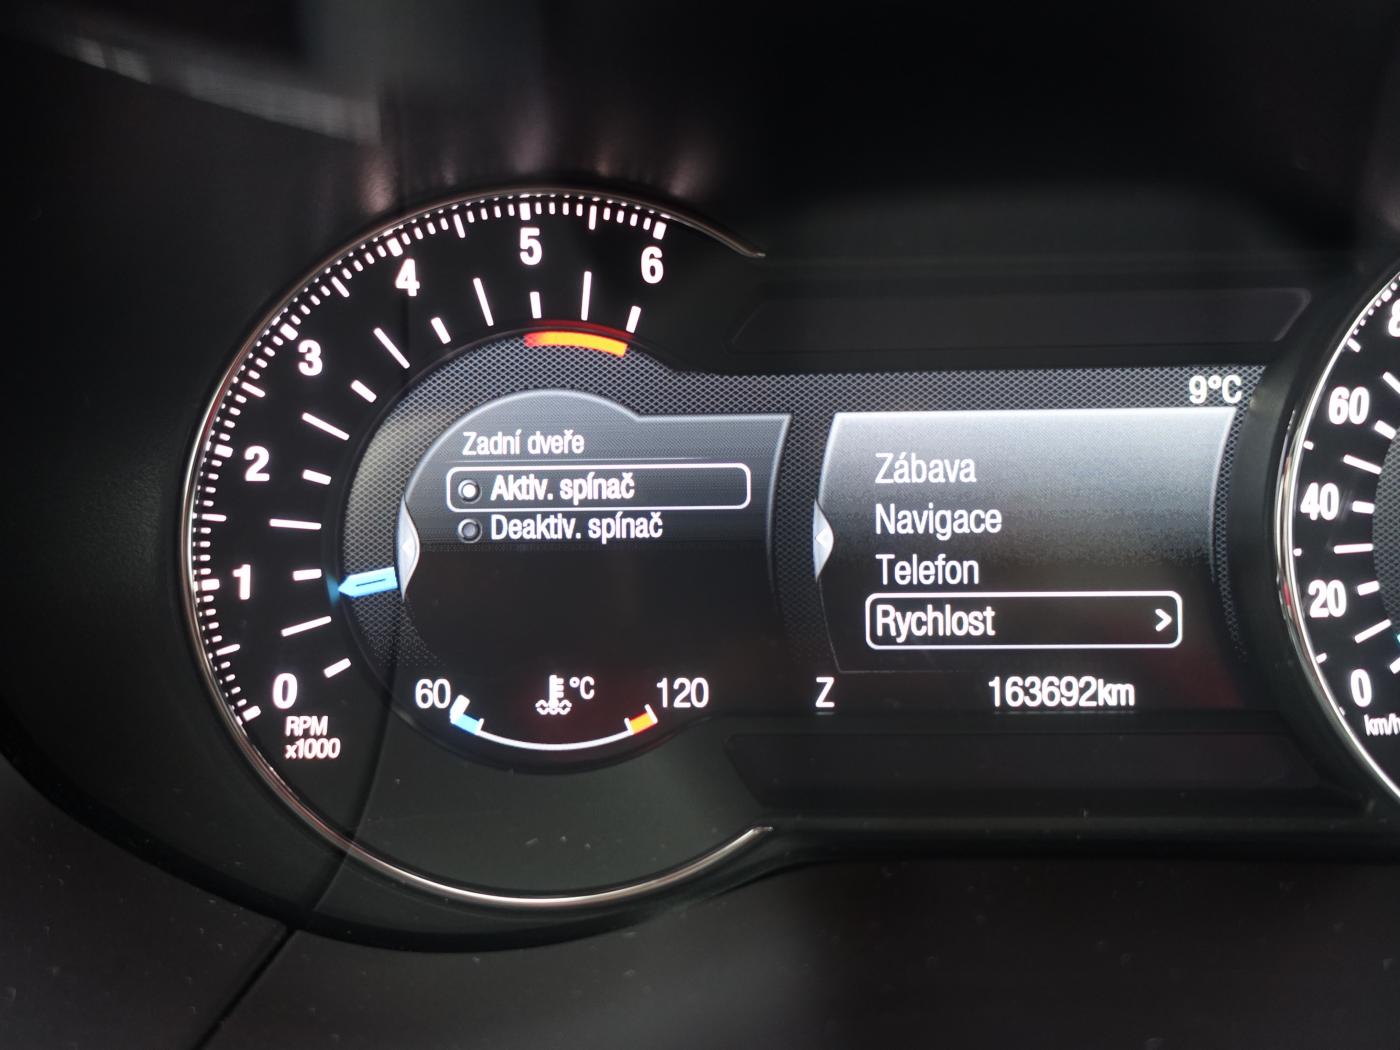 6
5
4
3
2
1
0
RPM
x1000
Zadní dveře
Aktiv. spínač
Deaktiv. spínač
60
°C
120
9°C
Zábava
Navigace
Telefon
Rychlost >
Z
163692km
60
40
20
0
km/h